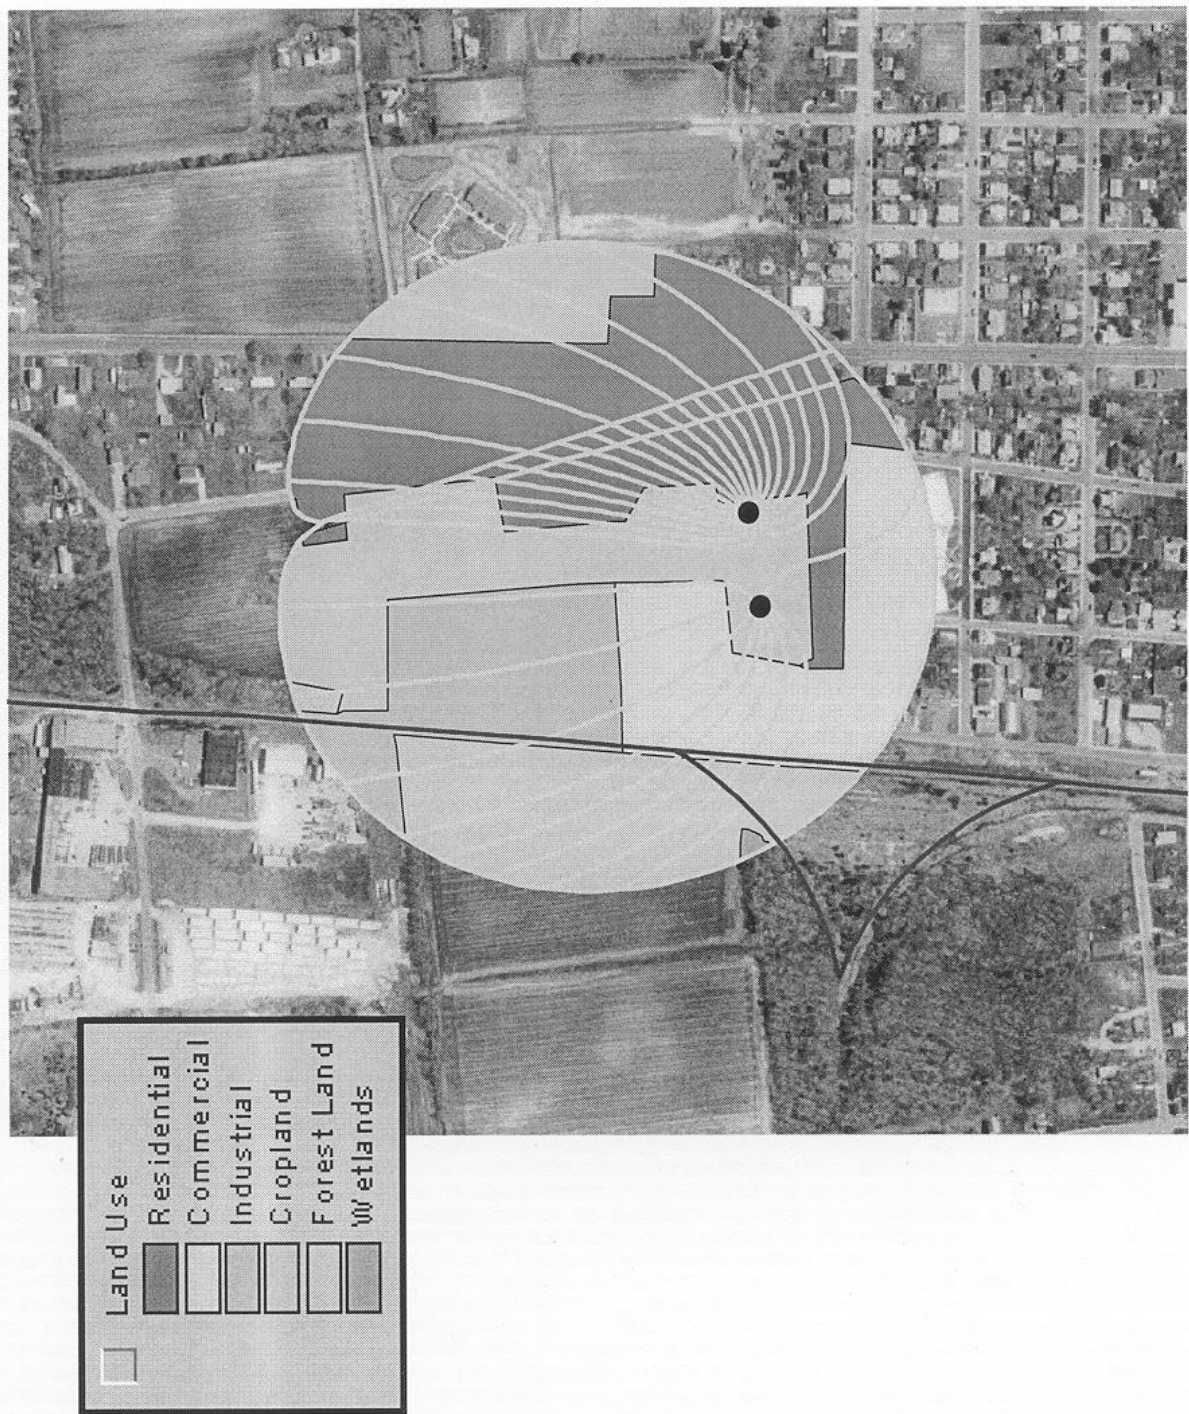 Land Use
Residential
Commercial
Industrial
Cropland
Forest Land
Wetlands